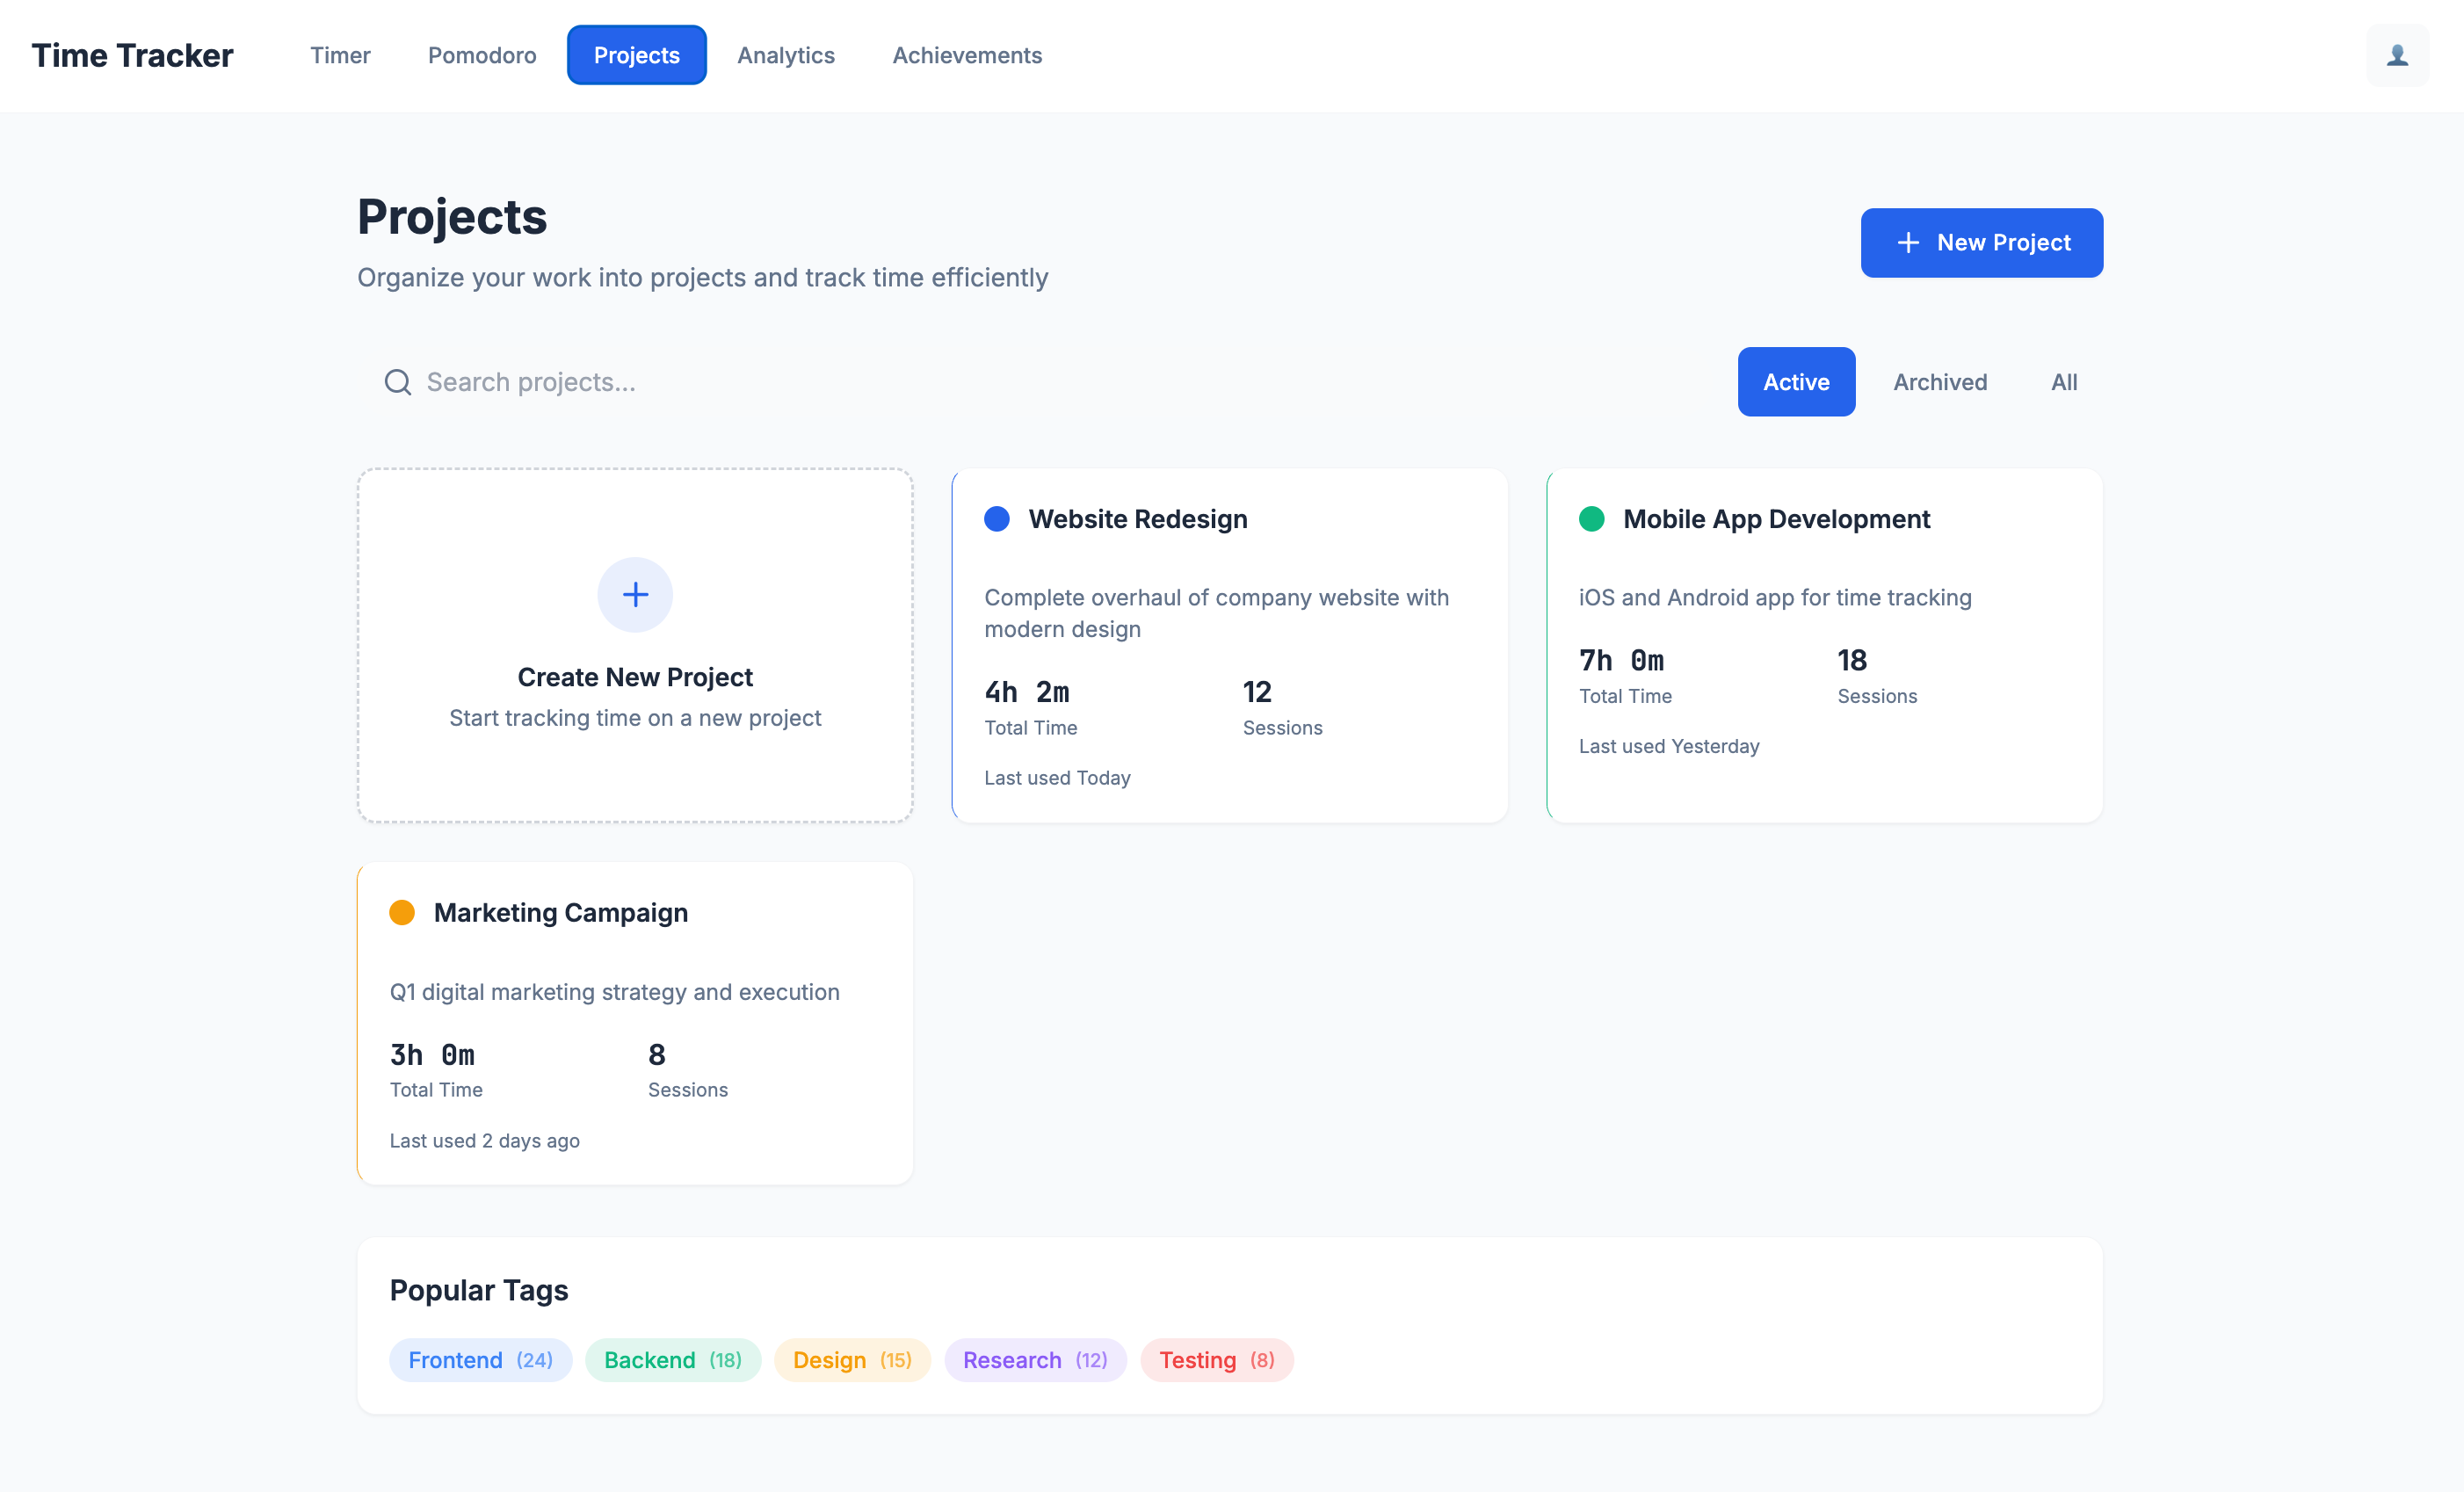 Time Tracker
Timer
Pomodoro
Projects
Analytics
Achievements
Projects
Organize your work into projects and track time efficiently
New Project
Search projects...
Active
Archived
All
Create New Project
Start tracking time on a new project
Website Redesign
Complete overhaul of company website with
modern design
4h 2m
Total Time
12
Sessions
Last used Today
Mobile App Development
iOS and Android app for time tracking
7h 0m
Total Time
18
Sessions
Last used Yesterday
Marketing Campaign
Q1 digital marketing strategy and execution
3h 0m
Total Time
8
Sessions
Last used 2 days ago
Popular Tags
Frontend (24)
Backend (18)
Design (15)
Research (12)
Testing (8)